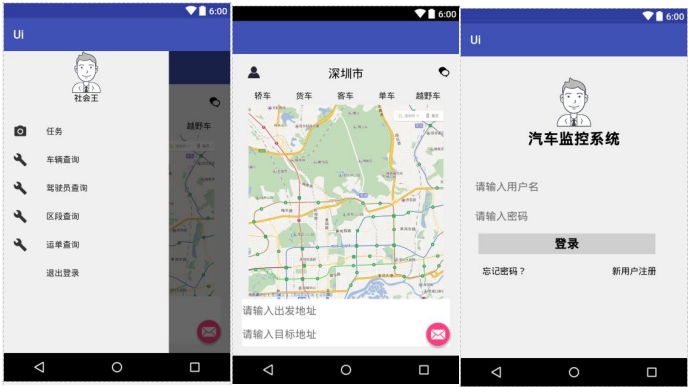 6:00
Ui
社会王
任务
车辆查询
驾驶员查询
区段查询
运单查询
退出登录
越野车
6:00
深圳市
轿车 货车 客车 单车 越野车
请输入出发地址
请输入目标地址
6:00
Ui
汽车监控系统
请输入用户名
请输入密码
登录
忘记密码？ 新用户注册